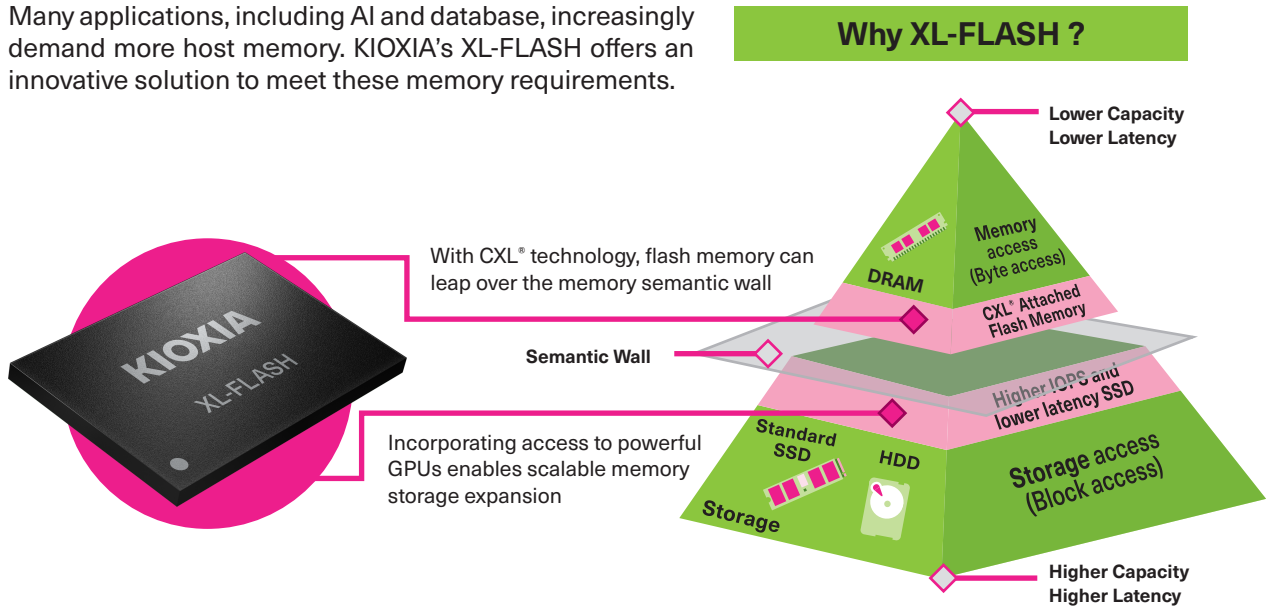 Many applications, including AI and database, increasingly
demand more host memory. KIOXIA's XL-FLASH offers an
innovative solution to meet these memory requirements.
Why XL-FLASH ?
Lower Capacity
Lower Latency
DRAM
Memory
access
(Byte access)
CXL® Attached
Flash Memory
With CXL® technology, flash memory can
leap over the memory semantic wall
KIOXIA
XL-FLASH
Semantic Wall
Higher IOPS and
lower latency SSD
Incorporating access to powerful
GPUs enables scalable memory
storage expansion
Standard
SSD
HDD
Storage
Storage access
(Block access)
Higher Capacity
Higher Latency